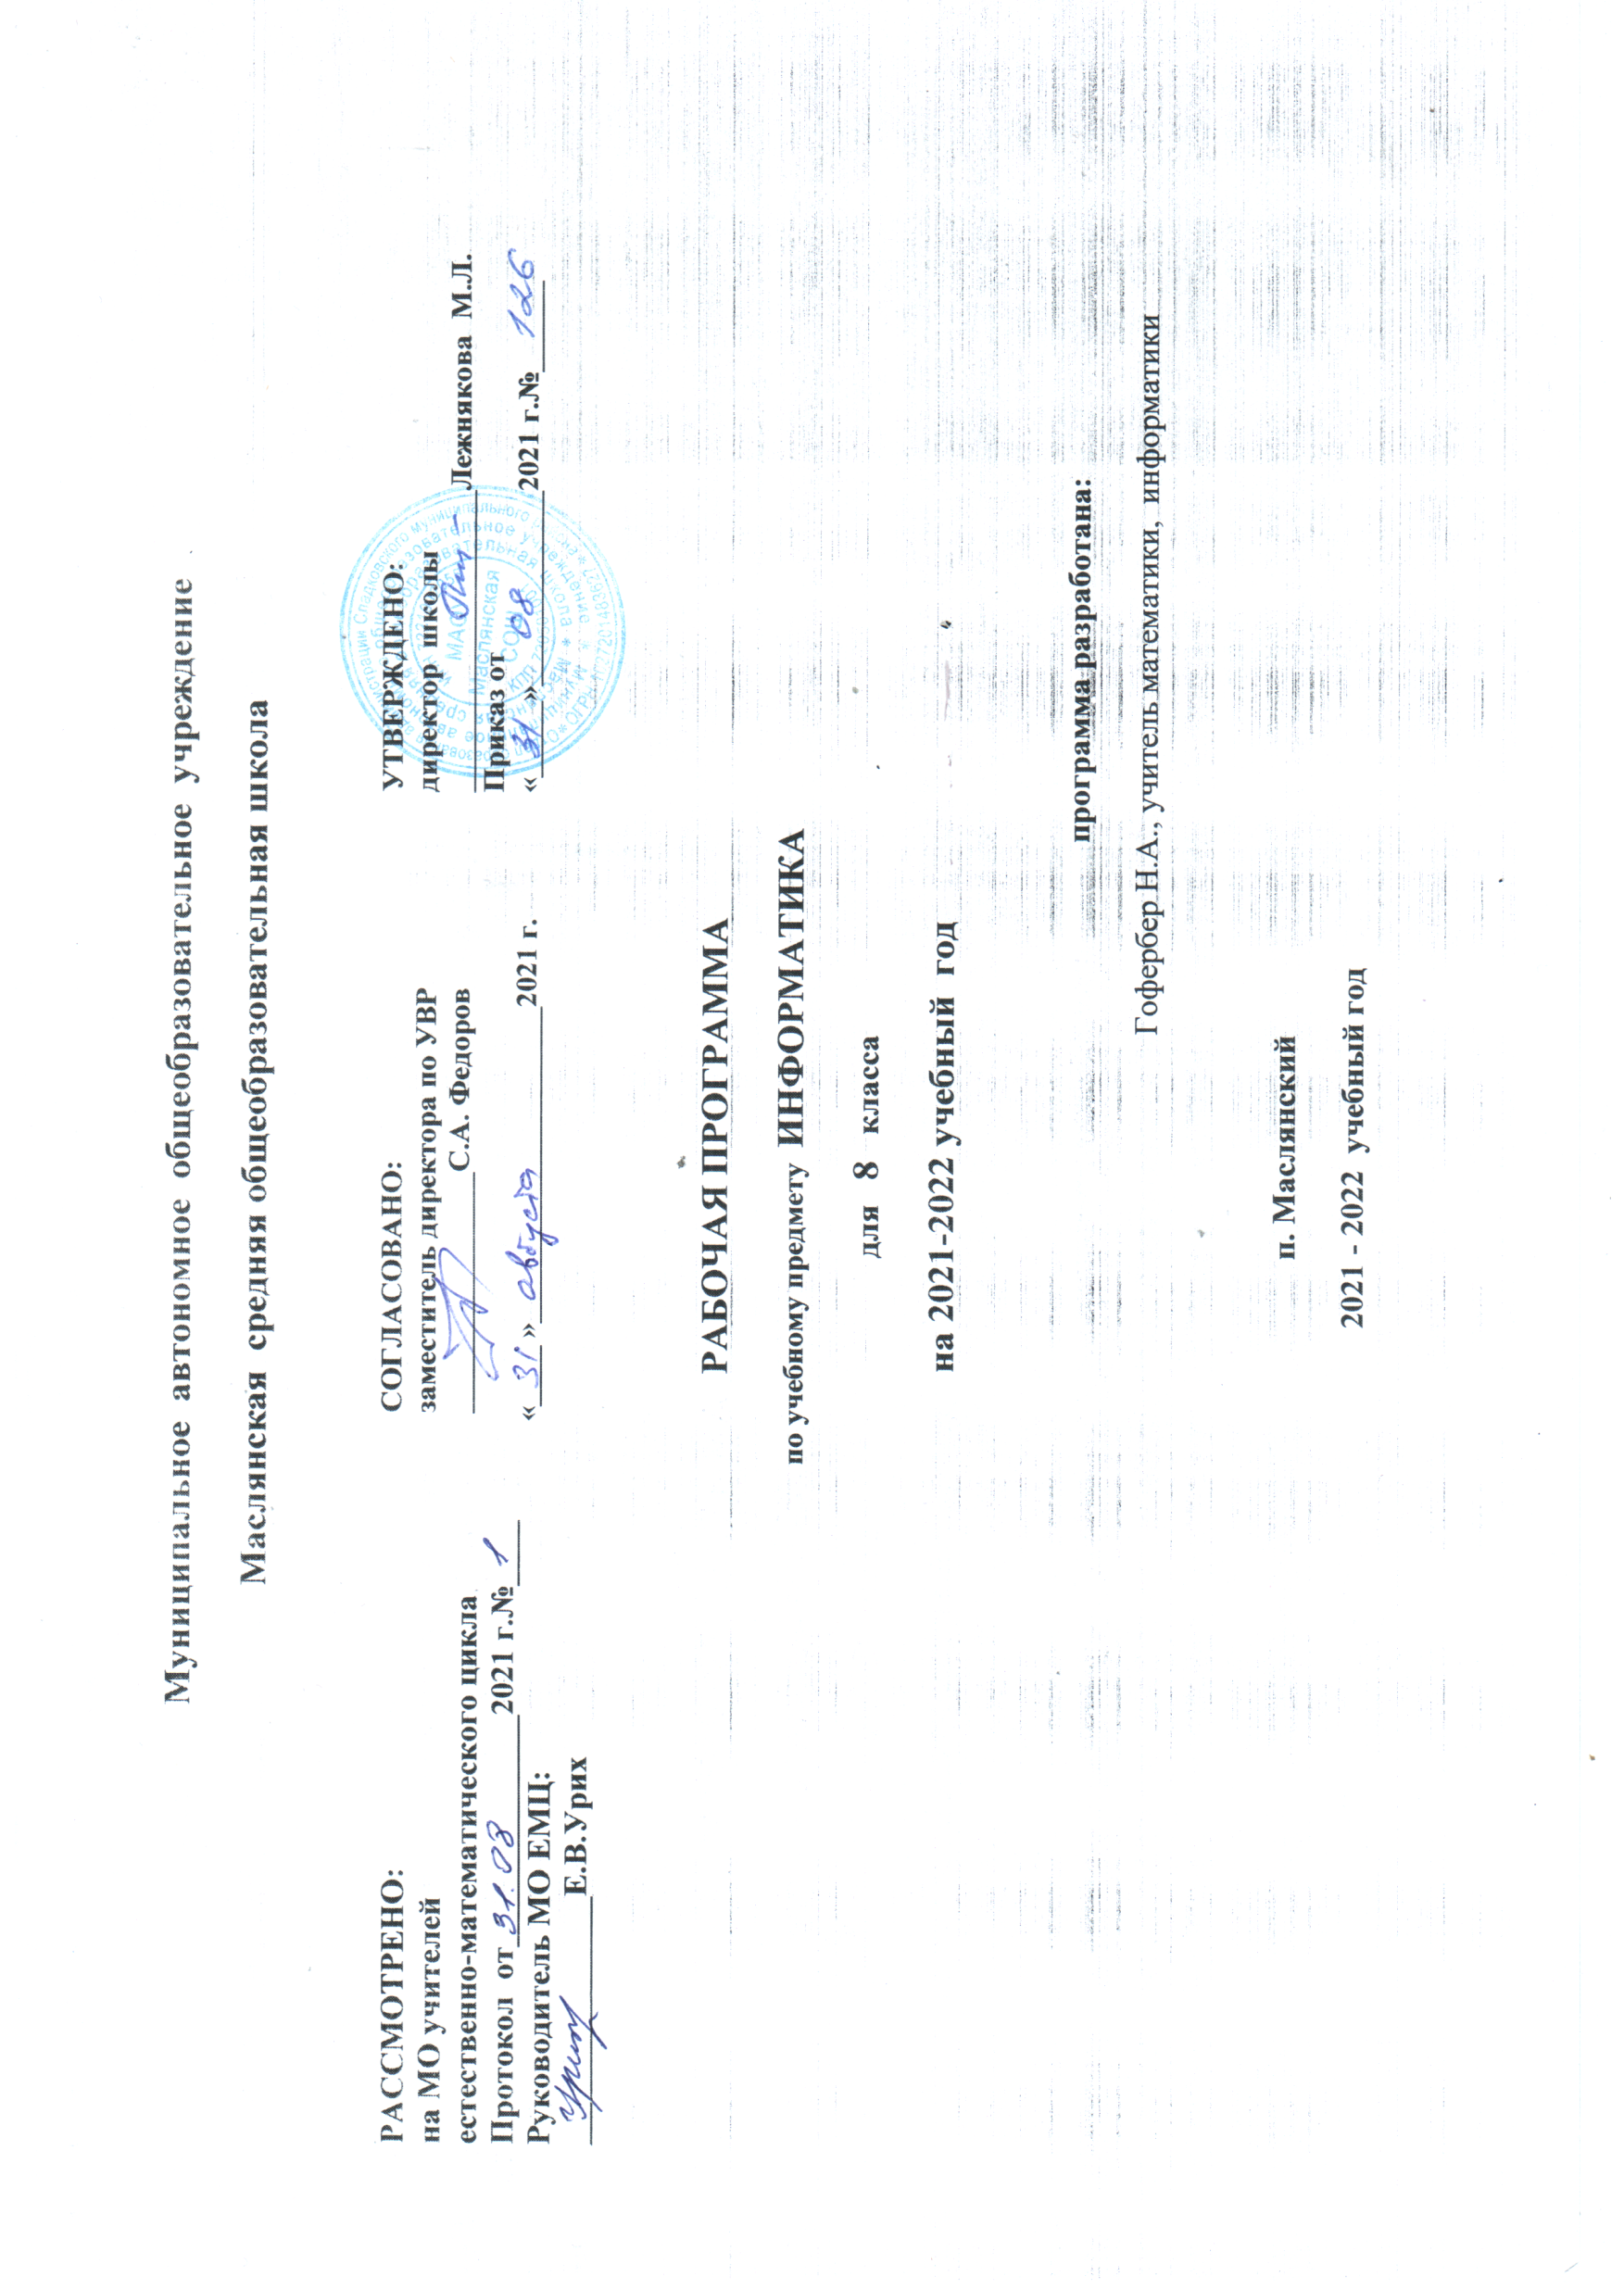 Муниципальное автономное общеобразовательное учреждение
Маслянская средняя общеобразовательная школа
РАССМОТРЕНО:
на МО учителей
естественно-математического цикла
Протокол от 31.08 2021 г.№ 1
Руководитель МО ЕМЦ:
Е.В.Урих
СОГЛАСОВАНО:
заместитель директора по УВР
С.А. Федоров
« 31 » августа 2021 г.
УТВЕРЖДЕНО:
директор школы
Лежнякова М.Л.
Приказ от
« 31 » 08 2021 г.№ 126
Маслянская
СОШ
РАБОЧАЯ ПРОГРАММА
по учебному предмету ИНФОРМАТИКА
для 8 класса
на 2021-2022 учебный год
программа разработана:
Гофербер Н.А., учитель математики, информатики
п. Маслянский
2021 - 2022 учебный год